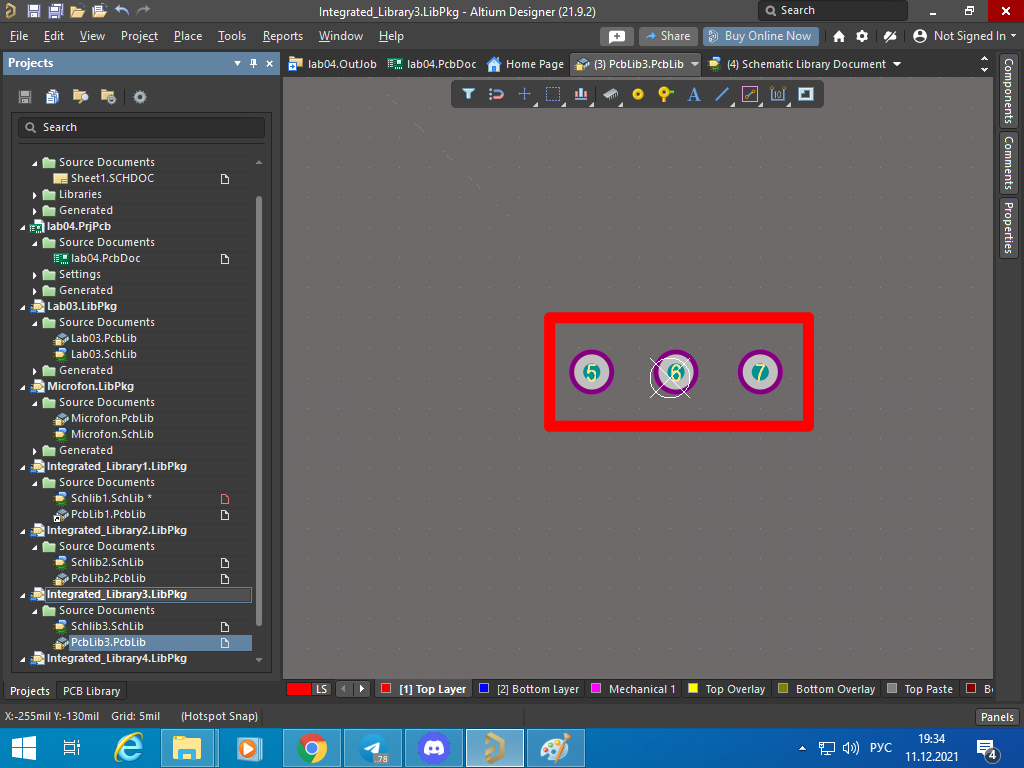 Integrated_Library3.LibPkg - Altium Designer (21.9.2)
Search
File Edit View Project Place Tools Reports Window Help
Share
Buy Online Now
Not Signed In
Projects
lab04.OutJob
lab04.PcbDoc
Home Page
(3) PcbLib3.PcbLib
(4) Schematic Library Document
Search
Source Documents
Sheet1.SCHDOC
Libraries
Generated
lab04.PrjPcb
Source Documents
lab04.PcbDoc
Settings
Generated
Lab03.LibPkg
Source Documents
Lab03.PcbLib
Lab03.SchLib
Generated
Microfon.LibPkg
Source Documents
Microfon.PcbLib
Microfon.SchLib
Generated
Integrated_Library1.LibPkg
Source Documents
Schlib1.SchLib *
PcbLib1.PcbLib
Integrated_Library2.LibPkg
Source Documents
Schlib2.SchLib
PcbLib2.PcbLib
Integrated_Library3.LibPkg
Source Documents
Schlib3.SchLib
PcbLib3.PcbLib
Integrated_Library4.LibPkg
A
5 6 7
Components
Comments
Properties
Projects
PCB Library
LS
[1] Top Layer
[2] Bottom Layer
Mechanical 1
Top Overlay
Bottom Overlay
Top Paste
X:-255mil Y:-130mil Grid: 5mil (Hotspot Snap)
Panels
.78
РУС
19:34
11.12.2021
4